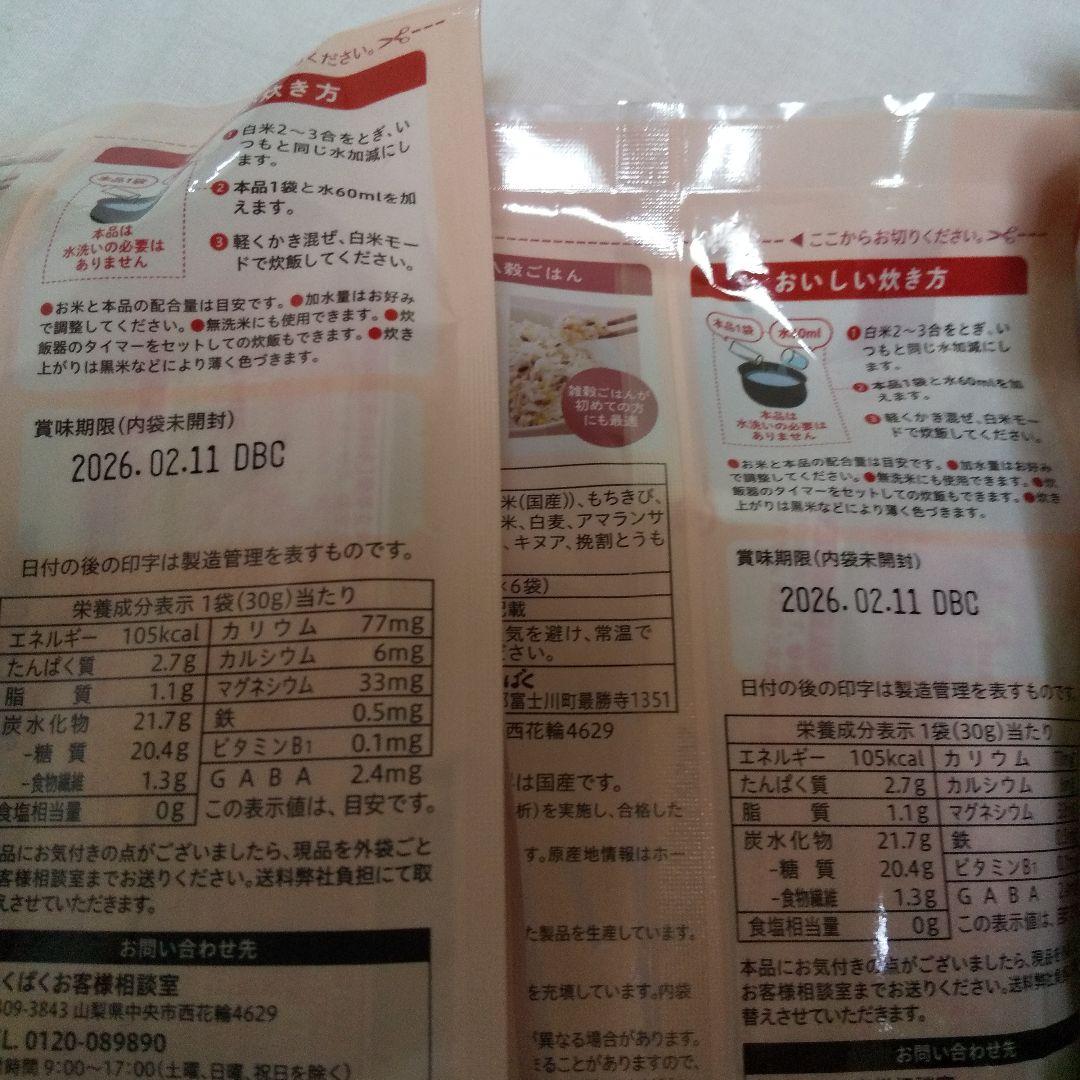 ください。
炊き方
本品1袋
本品は
水洗いの必要は
ありません
❶白米2〜3合をとぎ、い
つもと同じ水加減にし
ます。
❷本品1袋と水60mlを加
えます。
❸軽くかき混ぜ、白米モー
ドで炊飯してください。
●お米と本品の配合量は目安です。●加水量はお好み
で調整してください。●無洗米にも使用できます。●炊
飯器のタイマーをセットしての炊飯もできます。●炊き
上がりは黒米などにより薄く色づきます。
賞味期限(内袋未開封)
2026.02.11 DBC
日付の後の印字は製造管理を表すものです。
栄養成分表示 1袋(30g)当たり
エネルギー 105kcal カリウム 77mg
たんぱく質 2.7g カルシウム 6mg
脂質 1.1g マグネシウム 33mg
炭水化物 21.7g 鉄 0.5mg
-糖質 20.4g ビタミンB1 0.1mg
-食物繊維 1.3g GABA 2.4mg
食塩相当量 0g この表示値は、目安です。
品にお気付きの点がございましたら、現品を外袋ごと
客様相談室までお送りください。送料弊社負担にて取
えさせていただきます。
お問い合わせ先
くばくお客様相談室
409-3843 山梨県中央市西花輪4629
L. 0120-089890
時間 9:00〜17:00(土曜、日曜、祝日を除く)
穀ごはん
雑穀ごはんが
初めての方
にも最適
米(国産))、もちきび、
米、白麦、アマランサ
、キヌア、挽割とうも
×6袋)
記載
気を避け、常温で
ださい。
ばく
郡富士川町最勝寺1351
西花輪4629
は国産です。
析)を実施し、合格した
す。原産地情報はホー
た製品を生産しています。
を充填しています。内袋
異なる場合があります。
ることがありますので、
◀ここからお切りください。
おいしい炊き方
本品1袋
水60ml
本品は
水洗いの必要は
ありません
❶白米2〜3合をとぎ、い
つもと同じ水加減にし
ます。
❷本品1袋と水60mlを加
えます。
❸軽くかき混ぜ、白米モー
ドで炊飯してください。
●お米と本品の配合量は目安です。●加水量はお好み
で調整してください。●無洗米にも使用できます。●炊
飯器のタイマーをセットしての炊飯もできます。●炊き
上がりは黒米などにより薄く色づきます。
賞味期限(内袋未開封)
2026.02.11 DBC
日付の後の印字は製造管理を表すものです
栄養成分表示 1袋(30g)当たり
エネルギー 105kcal カリウム
たんぱく質 2.7g カルシウム
脂質 1.1g マグネシウム
炭水化物 21.7g 鉄
-糖質 20.4g ビタミンB1
-食物繊維 1.3g GABA
食塩相当量 0g この表示値は、
本品にお気付きの点がございましたら、現品を
お客様相談室までお送りください。送料弊社
替えさせていただきます。
お問い合わせ先